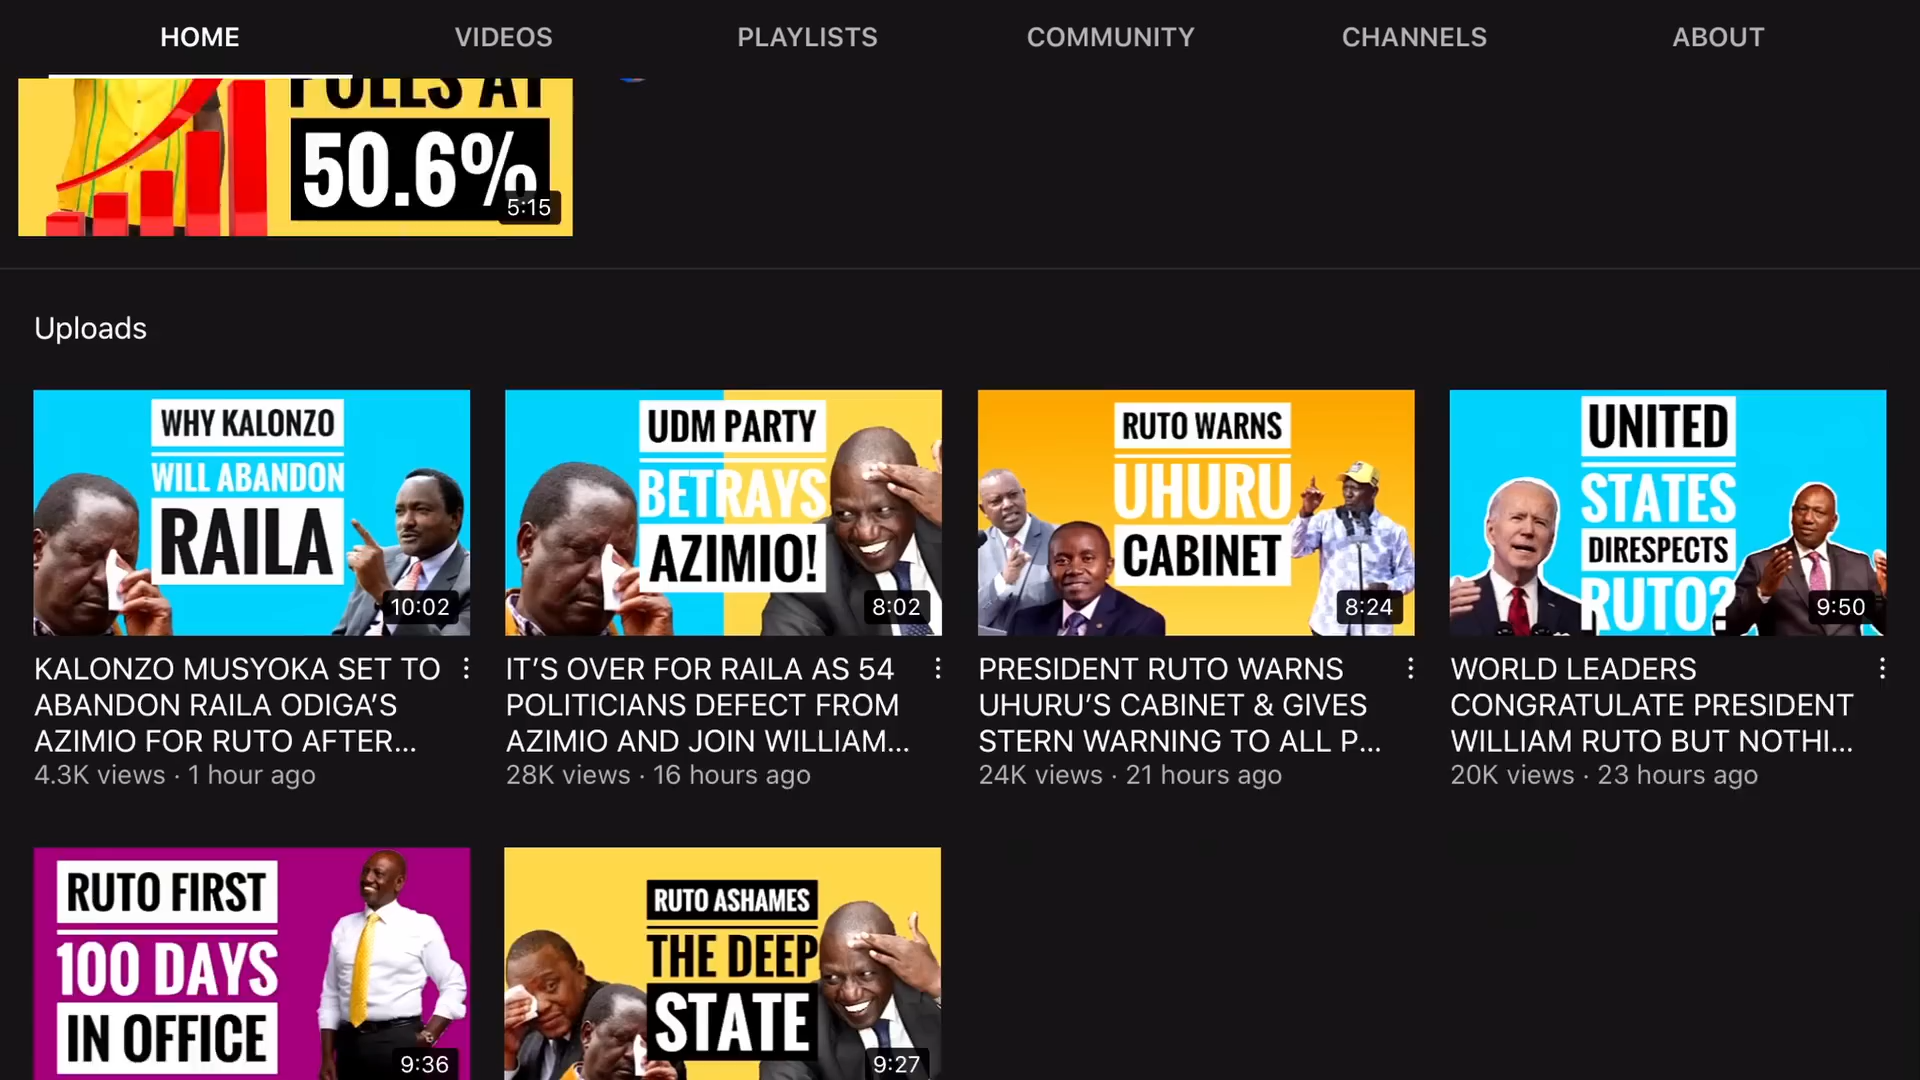 HOME VIDEOS PLAYLISTS COMMUNITY CHANNELS ABOUT
POLLS AT
50.6%
5:15
Uploads
WHY KALONZO
WILL ABANDON
RAILA
10:02
KALONZO MUSYOKA SET TO
ABANDON RAILA ODIGA’S
AZIMIO FOR RUTO AFTER...
4.3K views · 1 hour ago
UDM PARTY
BETRAYS
AZIMIO!
8:02
IT’S OVER FOR RAILA AS 54
POLITICIANS DEFECT FROM
AZIMIO AND JOIN WILLIAM...
28K views · 16 hours ago
RUTO WARNS
UHURU
CABINET
8:24
PRESIDENT RUTO WARNS
UHURU’S CABINET & GIVES
STERN WARNING TO ALL P...
24K views · 21 hours ago
UNITED
STATES
DIRESPECTS
RUTO?
9:50
WORLD LEADERS
CONGRATULATE PRESIDENT
WILLIAM RUTO BUT NOTHI...
20K views · 23 hours ago
RUTO FIRST
100 DAYS
IN OFFICE
9:36
RUTO ASHAMES
THE DEEP
STATE
9:27